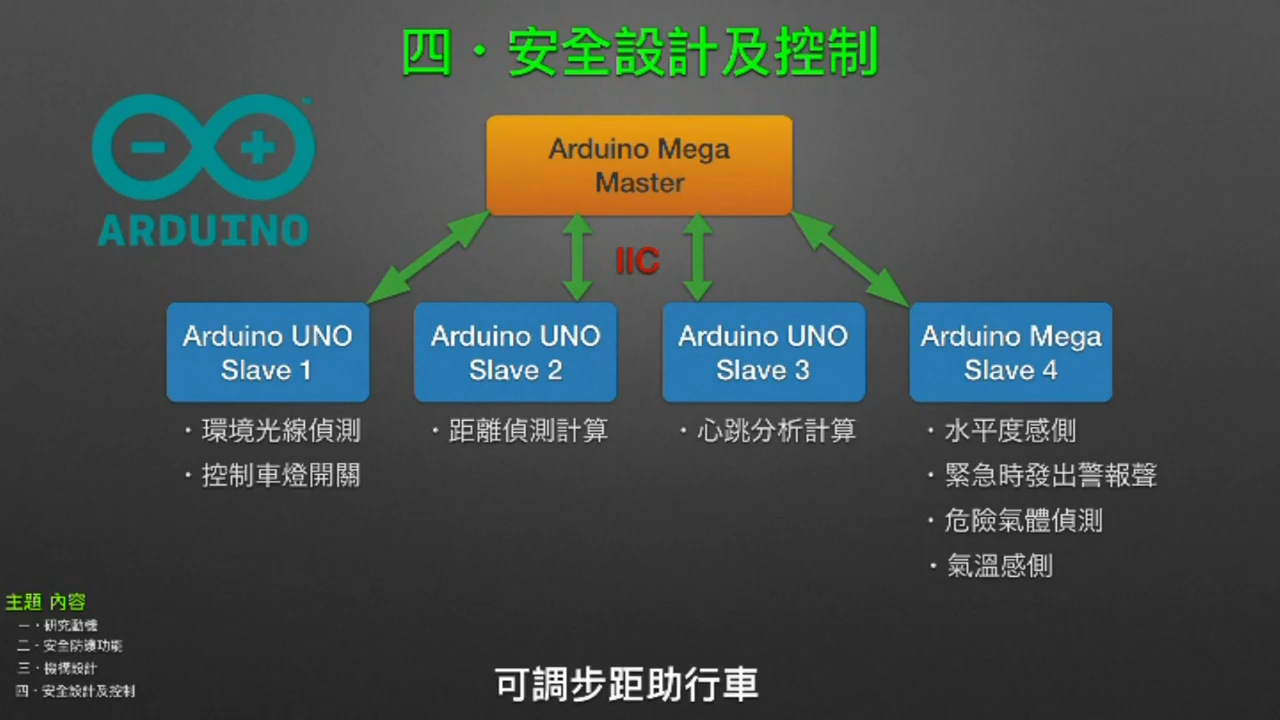 四．安全設計及控制
ARDUINO
TM
Arduino Mega
Master
IIC
Arduino UNO
Slave 1
・環境光線偵測
・控制車燈開關
Arduino UNO
Slave 2
・距離偵測計算
Arduino UNO
Slave 3
・心跳分析計算
Arduino Mega
Slave 4
・水平度感側
・緊急時發出警報聲
・危險氣體偵測
・氣溫感側
主題 內容
一．研究動機
二．安全防護功能
三．機構設計
四．安全設計及控制
可調步距助行車